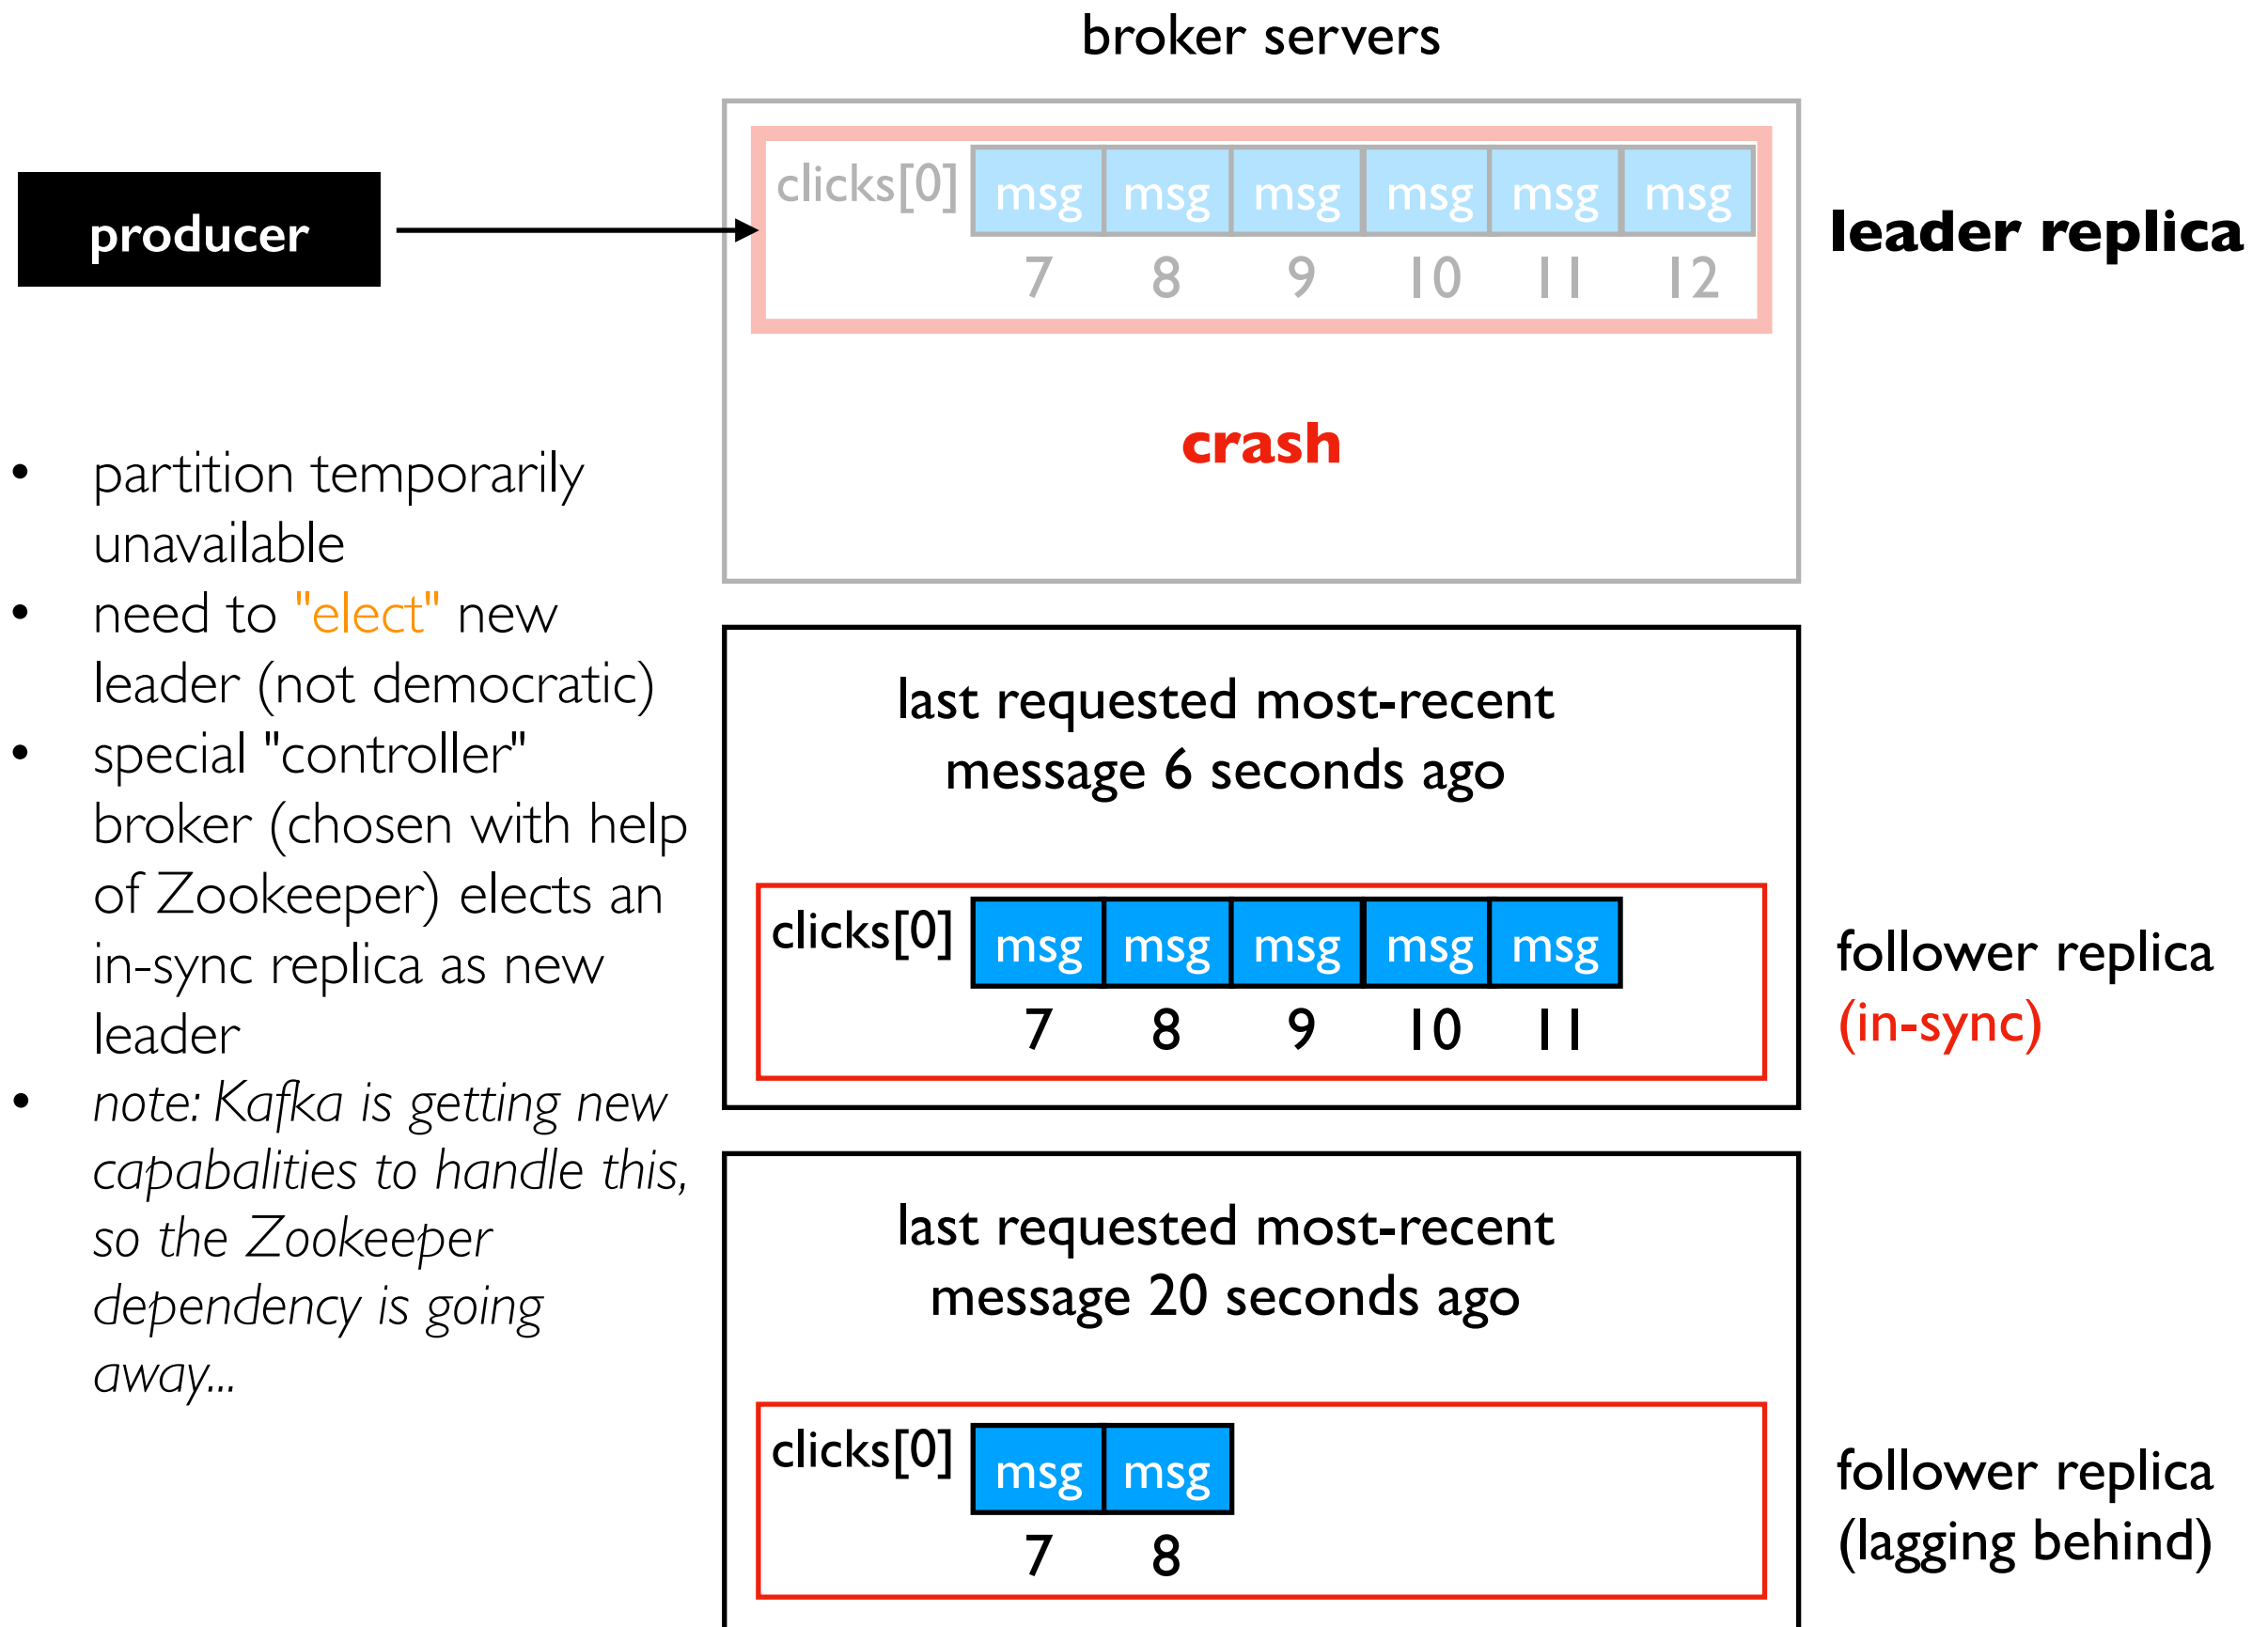 broker servers
producer
clicks[0] msg msg msg msg msg msg
7 8 9 10 11 12
leader replica
crash
• partition temporarily
unavailable
• need to "elect" new
leader (not democratic)
• special "controller"
broker (chosen with help
of Zookeeper) elects an
in-sync replica as new
leader
• note: Kafka is getting new
capabalities to handle this,
so the Zookeeper
dependency is going
away...
last requested most-recent
message 6 seconds ago
clicks[0] msg msg msg msg msg
7 8 9 10 11
follower replica
(in-sync)
last requested most-recent
message 20 seconds ago
clicks[0] msg msg
7 8
follower replica
(lagging behind)